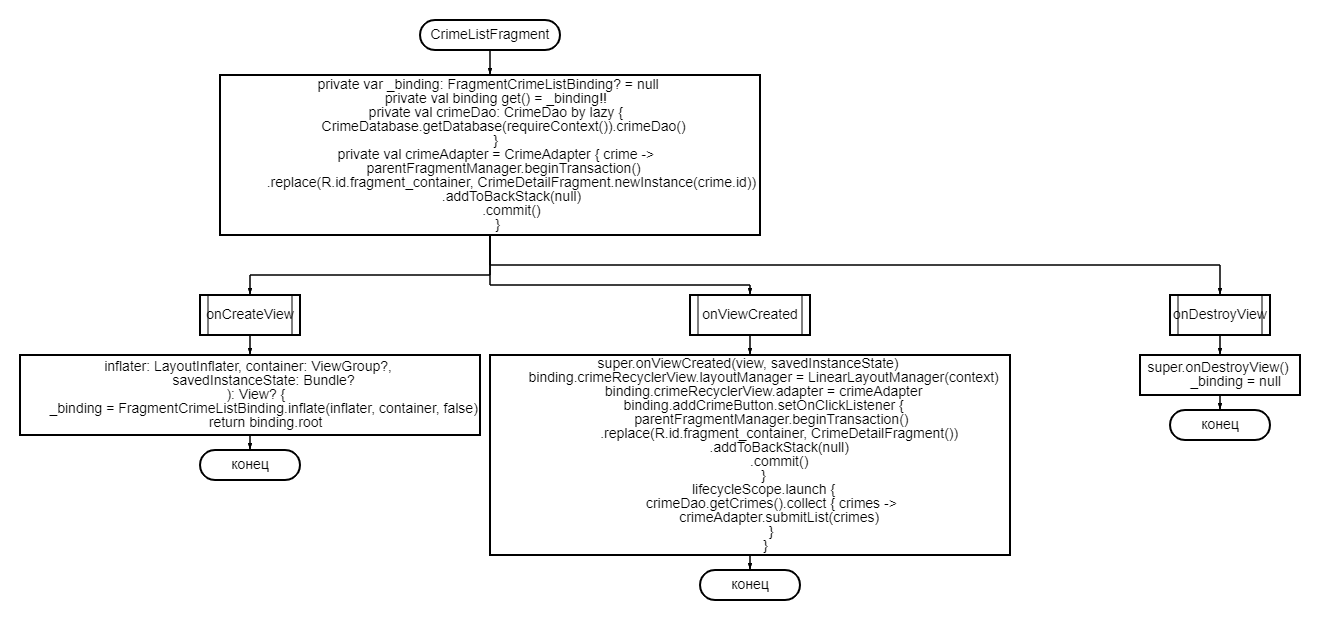 CrimeListFragment
private var _binding: FragmentCrimeListBinding? = null
private val binding get() = _binding!!
private val crimeDao: CrimeDao by lazy {
CrimeDatabase.getDatabase(requireContext()).crimeDao()
}
private val crimeAdapter = CrimeAdapter { crime ->
parentFragmentManager.beginTransaction()
.replace(R.id.fragment_container, CrimeDetailFragment.newInstance(crime.id))
.addToBackStack(null)
.commit()
}
onCreateView
inflater: LayoutInflater, container: ViewGroup?,
savedInstanceState: Bundle?
): View? {
_binding = FragmentCrimeListBinding.inflate(inflater, container, false)
return binding.root
конец
onViewCreated
super.onViewCreated(view, savedInstanceState)
binding.crimeRecyclerView.layoutManager = LinearLayoutManager(context)
binding.crimeRecyclerView.adapter = crimeAdapter
binding.addCrimeButton.setOnClickListener {
parentFragmentManager.beginTransaction()
.replace(R.id.fragment_container, CrimeDetailFragment())
.addToBackStack(null)
.commit()
}
lifecycleScope.launch {
crimeDao.getCrimes().collect { crimes ->
crimeAdapter.submitList(crimes)
}
}
конец
onDestroyView
super.onDestroyView()
_binding = null
конец